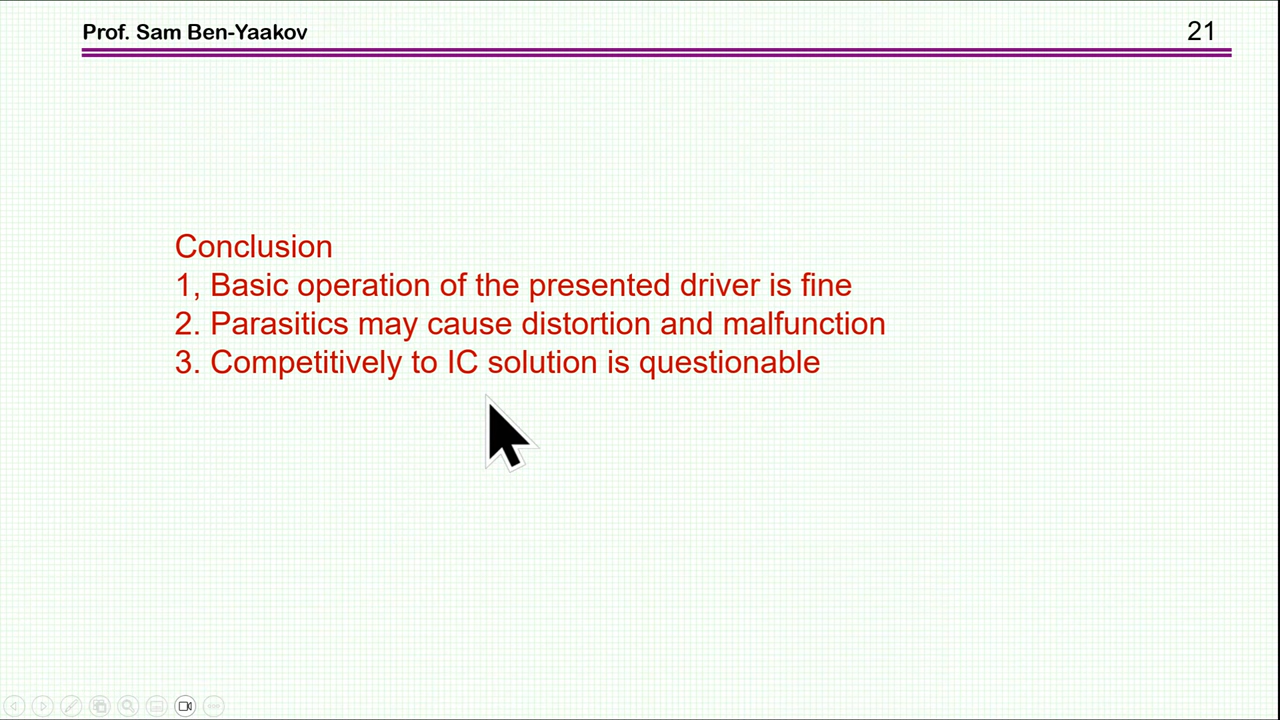 Prof. Sam Ben-Yaakov
21
Conclusion
1, Basic operation of the presented driver is fine
2. Parasitics may cause distortion and malfunction
3. Competitively to IC solution is questionable